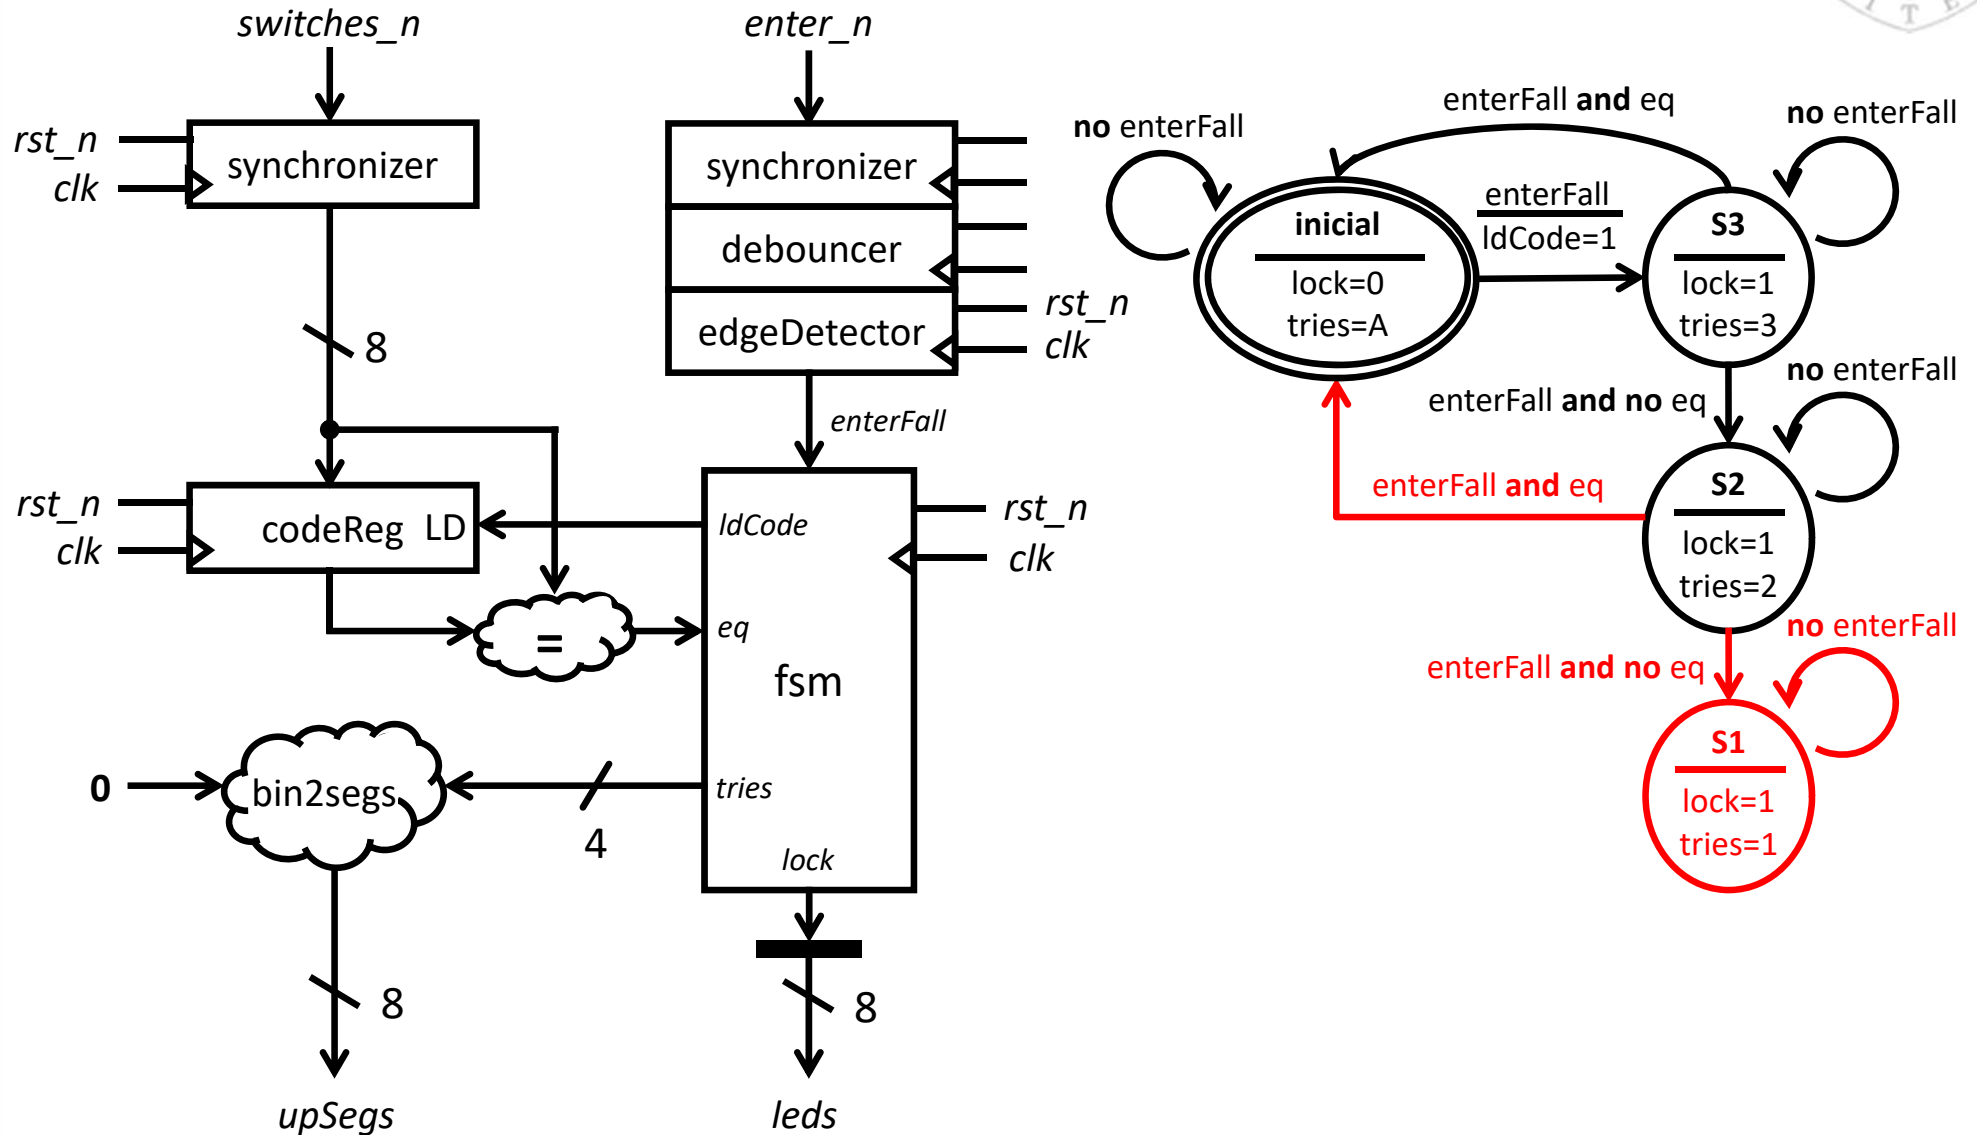 switches_n
rst_n
clk
synchronizer
8
rst_n
clk
codeReg LD
=
0
bin2segs
4
8
upSegs
enter_n
synchronizer
debouncer
edgeDetector
rst_n
clk
enterFall
ldCode
eq
fsm
tries
lock
rst_n
clk
8
leds
I T E
no enterFall
enterFall and eq
no enterFall
inicial
lock=0
tries=A
enterFall
ldCode=1
S3
lock=1
tries=3
enterFall and no eq
no enterFall
enterFall and eq
S2
lock=1
tries=2
enterFall and no eq
no enterFall
S1
lock=1
tries=1